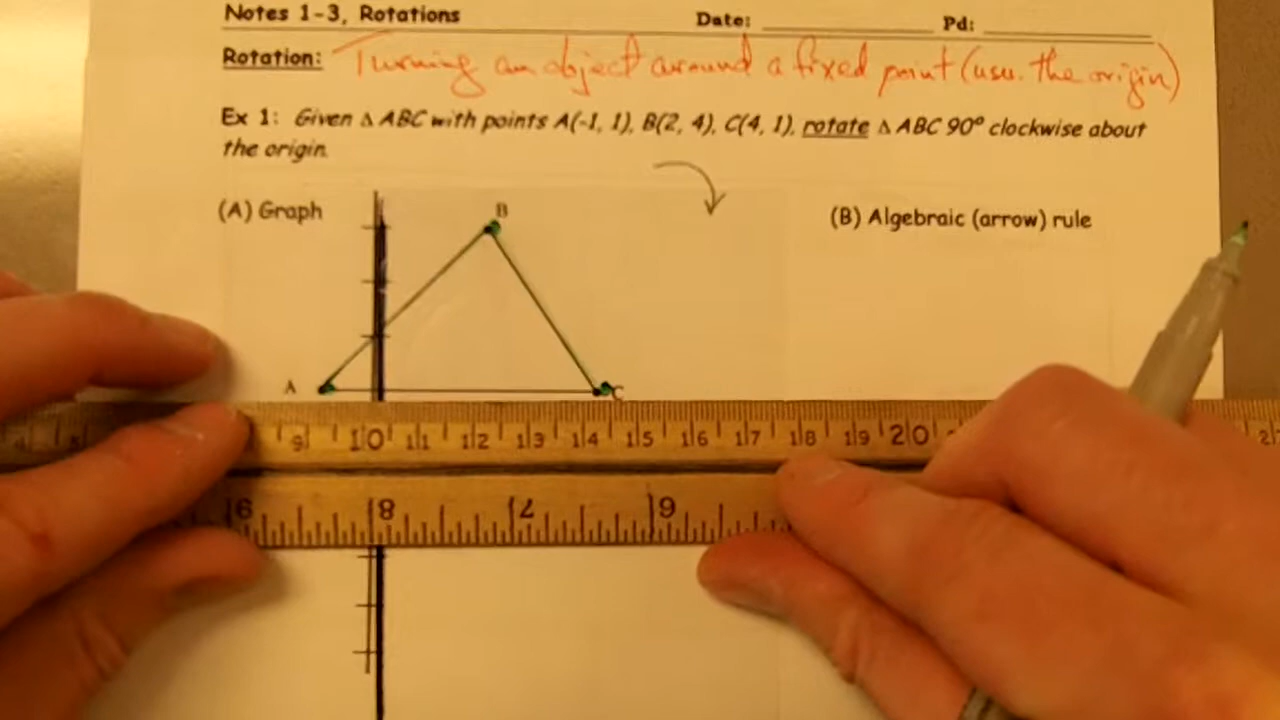 Notes 1-3, Rotations Date: ____ Pd: ____
Rotation: Turning an object around a fixed point (usu. the origin)
Ex 1: Given Δ ABC with points A(-1, 1), B(2, 4), C(4, 1), rotate Δ ABC 90° clockwise about
the origin.
(A) Graph (B) Algebraic (arrow) rule
B
A C
9 10 11 12 13 14 15 16 17 18 19 20
8